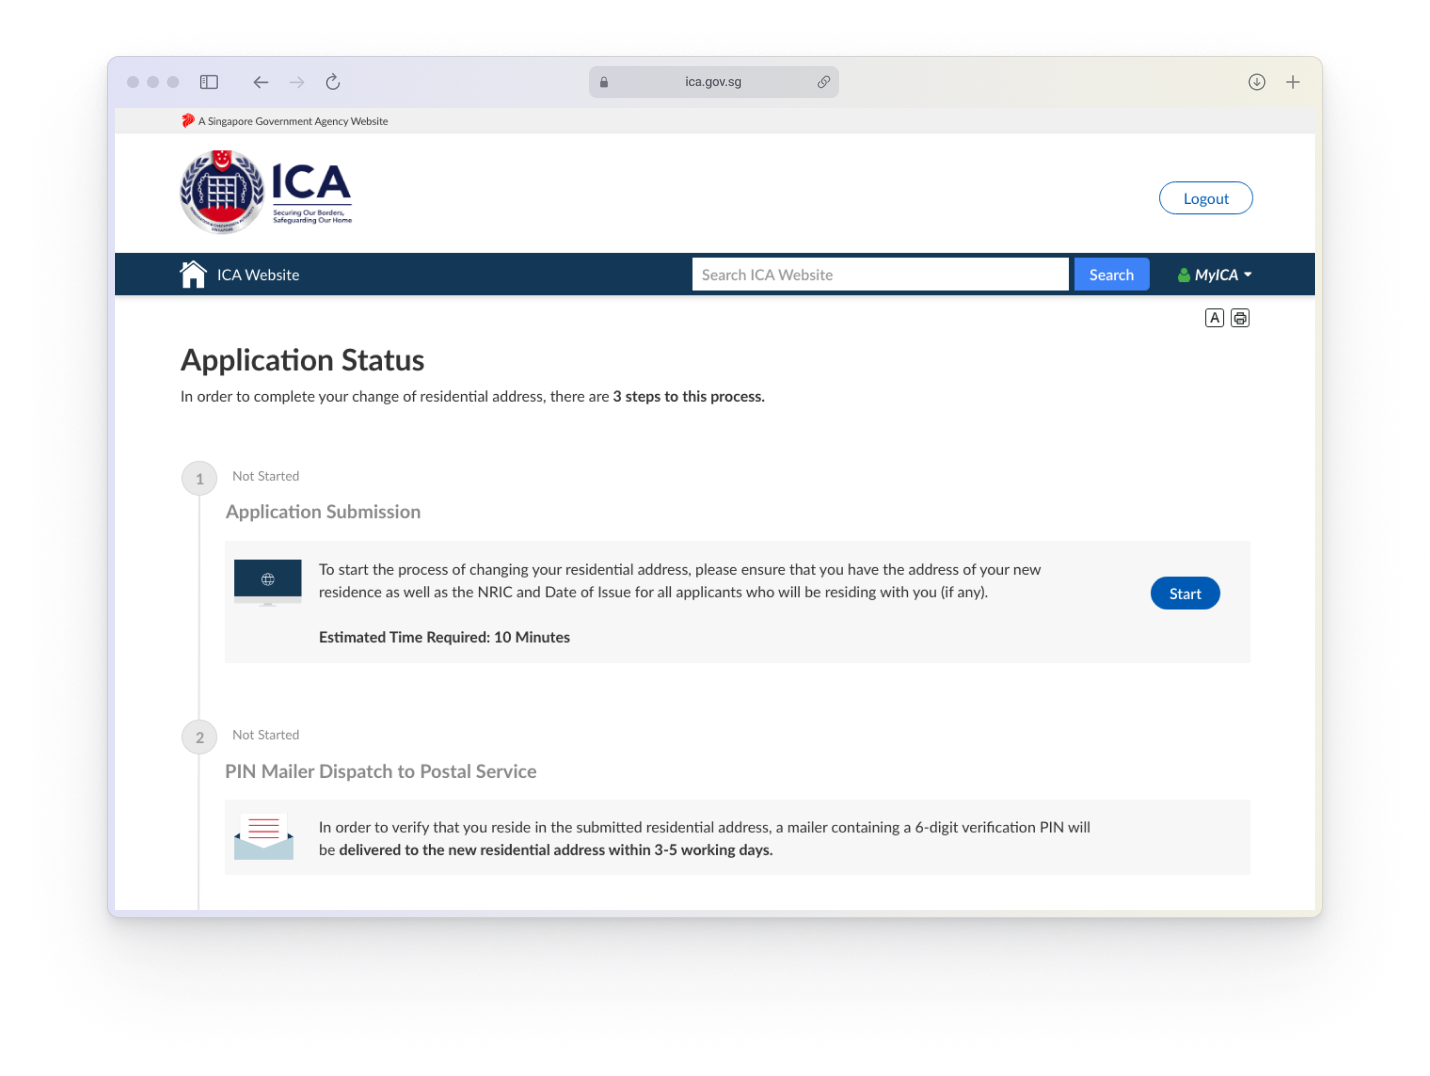 ica.gov.sg
A Singapore Government Agency Website
ICA
Securing Our Borders,
Safeguarding Our Home
Logout
ICA Website
Search ICA Website
Search
MyICA
A
Application Status
In order to complete your change of residential address, there are 3 steps to this process.
1
Not Started
Application Submission
To start the process of changing your residential address, please ensure that you have the address of your new
residence as well as the NRIC and Date of Issue for all applicants who will be residing with you (if any).
Start
Estimated Time Required: 10 Minutes
2
Not Started
PIN Mailer Dispatch to Postal Service
In order to verify that you reside in the submitted residential address, a mailer containing a 6-digit verification PIN will
be delivered to the new residential address within 3-5 working days.